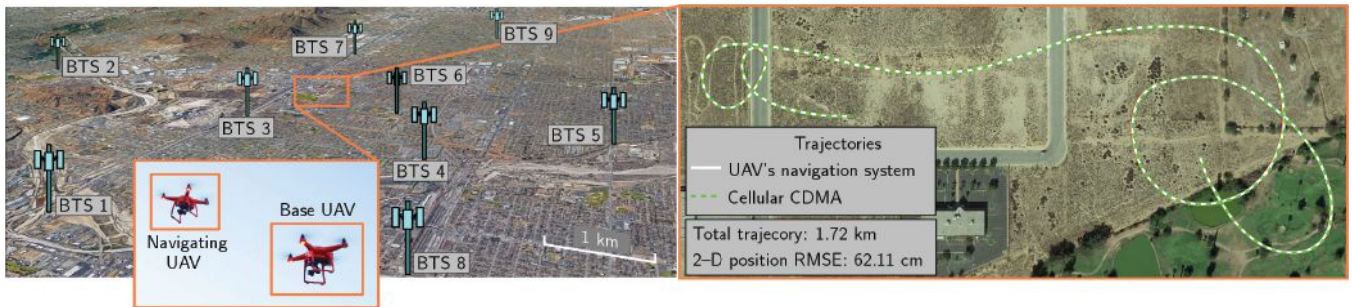 BTS 9
BTS 7
BTS 2
BTS 6
BTS 3
BTS 5
BTS 4
BTS 1
Base UAV
Navigating
UAV
BTS 8
1 km
Trajectories
UAV's navigation system
Cellular CDMA
Total trajecory: 1.72 km
2–D position RMSE: 62.11 cm